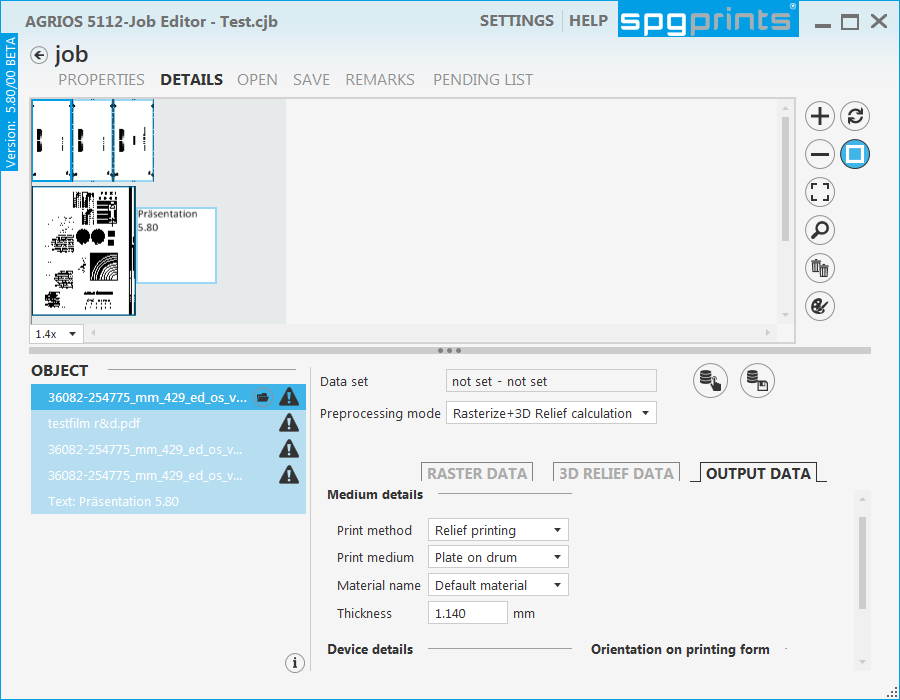 AGRIOS 5112-Job Editor - Test.cjb
SETTINGS HELP
spgprints®
Version: 5.80/00 BETA
job
PROPERTIES DETAILS OPEN SAVE REMARKS PENDING LIST
Präsentation
5.80
1.4x
OBJECT
36082-254775_mm_429_ed_os_v...
testfilm r&d.pdf
36082-254775_mm_429_ed_os_v...
36082-254775_mm_429_ed_os_v...
Text: Präsentation 5.80
Data set not set - not set
Preprocessing mode Rasterize+3D Relief calculation
RASTER DATA 3D RELIEF DATA OUTPUT DATA
Medium details
Print method Relief printing
Print medium Plate on drum
Material name Default material
Thickness 1.140 mm
Device details Orientation on printing form